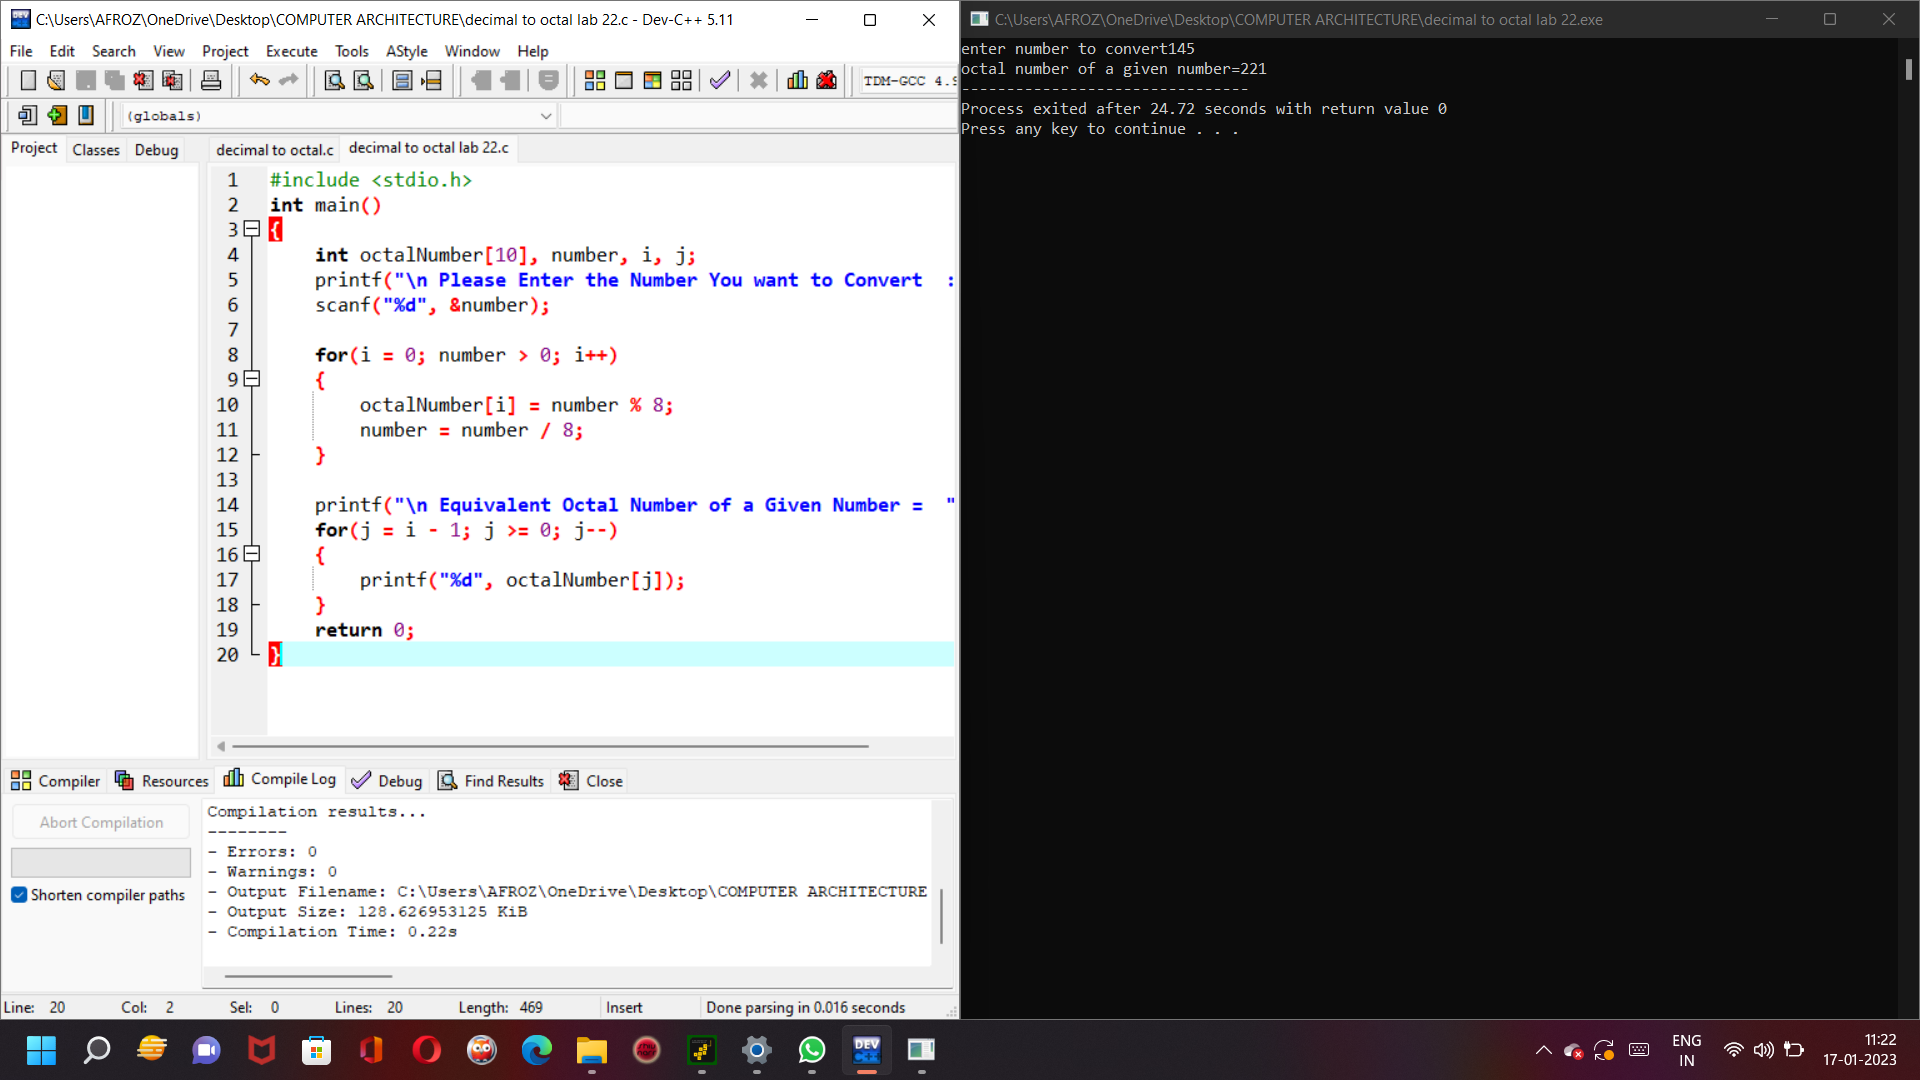 C:\Users\AFROZ\OneDrive\Desktop\COMPUTER ARCHITECTURE\decimal to octal lab 22.c - Dev-C++ 5.11
File Edit Search View Project Execute Tools AStyle Window Help
TDM-GCC 4.9
(globals)
Project Classes Debug
decimal to octal.c decimal to octal lab 22.c
1 #include <stdio.h>
2 int main()
3 {
4 int octalNumber[10], number, i, j;
5 printf("\n Please Enter the Number You want to Convert  :
6 scanf("%d", &number);
7
8 for(i = 0; number > 0; i++)
9 {
10 octalNumber[i] = number % 8;
11 number = number / 8;
12 }
13
14 printf("\n Equivalent Octal Number of a Given Number =  "
15 for(j = i - 1; j >= 0; j--)
16 {
17 printf("%d", octalNumber[j]);
18 }
19 return 0;
20 }
Compiler Resources Compile Log Debug Find Results Close
Abort Compilation
Shorten compiler paths
Compilation results...
--------
- Errors: 0
- Warnings: 0
- Output Filename: C:\Users\AFROZ\OneDrive\Desktop\COMPUTER ARCHITECTURE
- Output Size: 128.626953125 KiB
- Compilation Time: 0.22s
Line: 20 Col: 2 Sel: 0 Lines: 20 Length: 469 Insert Done parsing in 0.016 seconds
C:\Users\AFROZ\OneDrive\Desktop\COMPUTER ARCHITECTURE\decimal to octal lab 22.exe
enter number to convert145
octal number of a given number=221
--------------------------------
Process exited after 24.72 seconds with return value 0
Press any key to continue . . .
DEV C++
ENG
IN
11:22
17-01-2023